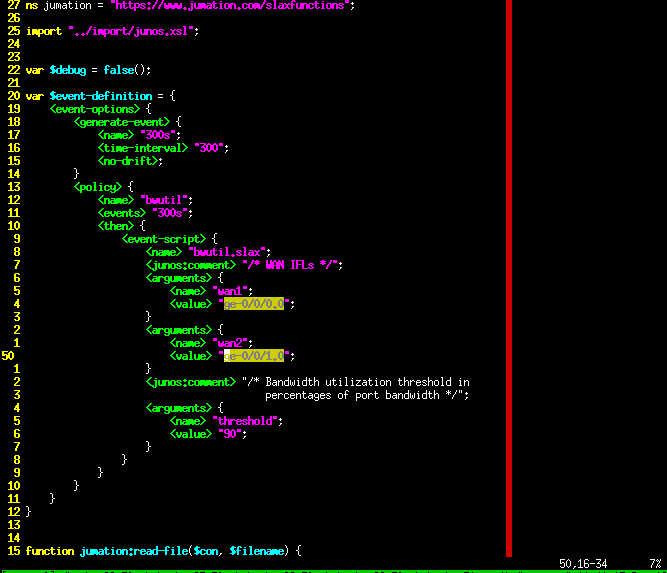 27 ns jumation = "https://www.jumation.com/slaxfunctions";
26
25 import "../import/junos.xsl";
24
23
22 var $debug = false();
21
20 var $event-definition = {
19 <event-options> {
18 <generate-event> {
17 <name> "300s";
16 <time-interval> "300";
15 <no-drift>;
14 }
13 <policy> {
12 <name> "bwutil";
11 <events> "300s";
10 <then> {
9 <event-script> {
8 <name> "bwutil.slax";
7 <junos:comment> "/* WAN IFLs */";
6 <arguments> {
5 <name> "wan1";
4 <value> "ge-0/0/0.0";
3 }
2 <arguments> {
1 <name> "wan2";
50 <value> "ge-0/0/1.0";
1 }
2 <junos:comment> "/* Bandwidth utilization threshold in
3 percentages of port bandwidth */";
4 <arguments> {
5 <name> "threshold";
6 <value> "90";
7 }
8 }
9 }
10 }
11 }
12 }
13
14
15 function jumation:read-file($con, $filename) {
50,16-34 7%